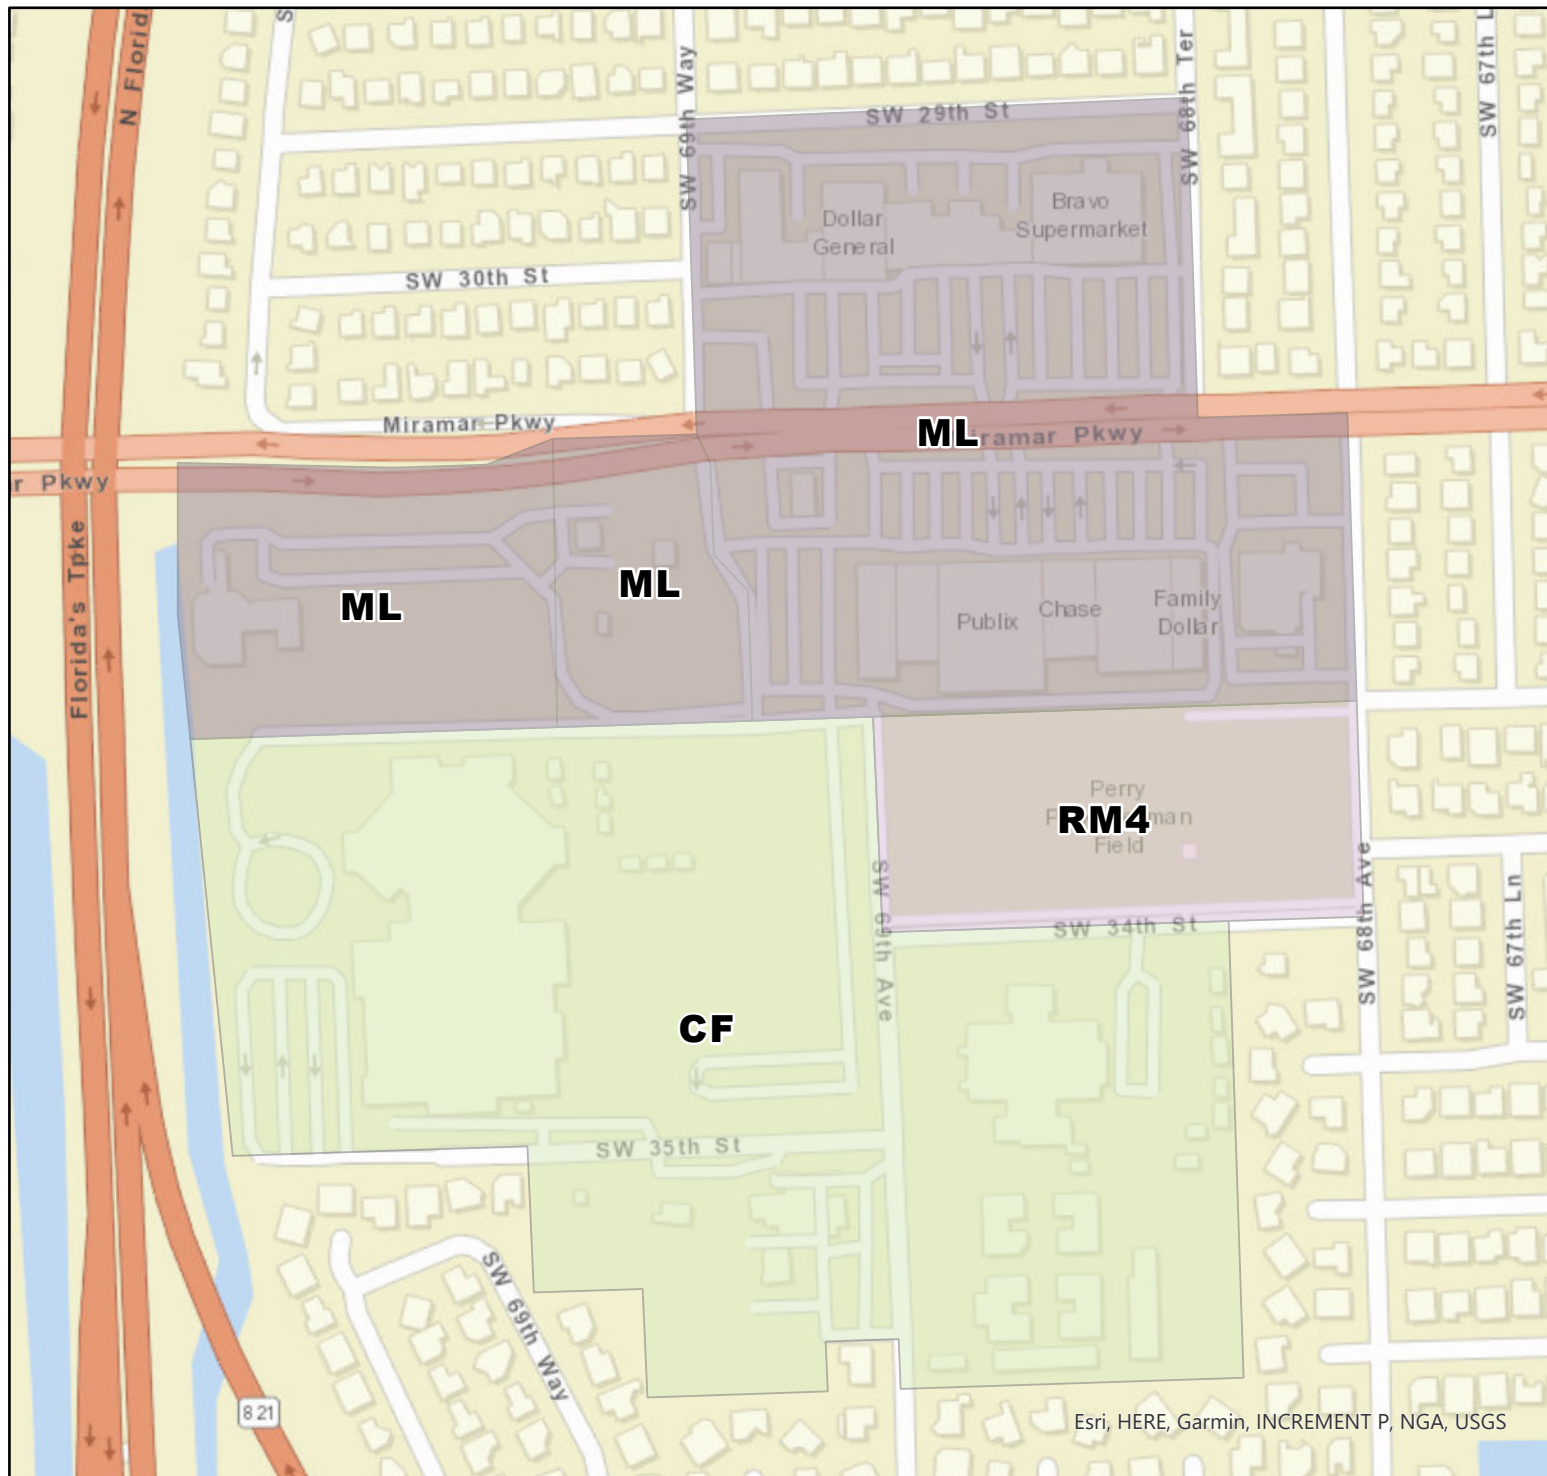 N Florid
SW 69th Way
SW 29th St
SW 68th Ter
SW 67th L
Dollar
General
Bravo
Supermarket
SW 30th St
Miramar Pkwy
ML
iramar Pkwy
r Pkwy
Florida's Tpke
ML
ML
Publix
Chase
Family
Dollar
Perry
P
man
Field
RM4
SW 34th St
SW 69th Ave
SW 68th Ave
SW 67th Ln
CF
SW 35th St
SW 69th Way
821
Esri, HERE, Garmin, INCREMENT P, NGA, USGS